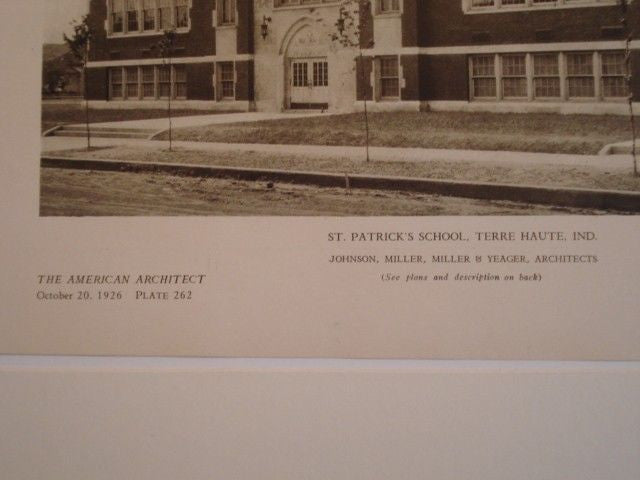 ST. PATRICK'S SCHOOL, TERRE HAUTE, IND.
JOHNSON, MILLER, MILLER & YEAGER, ARCHITECTS
(See plans and description on back)
THE AMERICAN ARCHITECT
October 20, 1926 PLATE 262